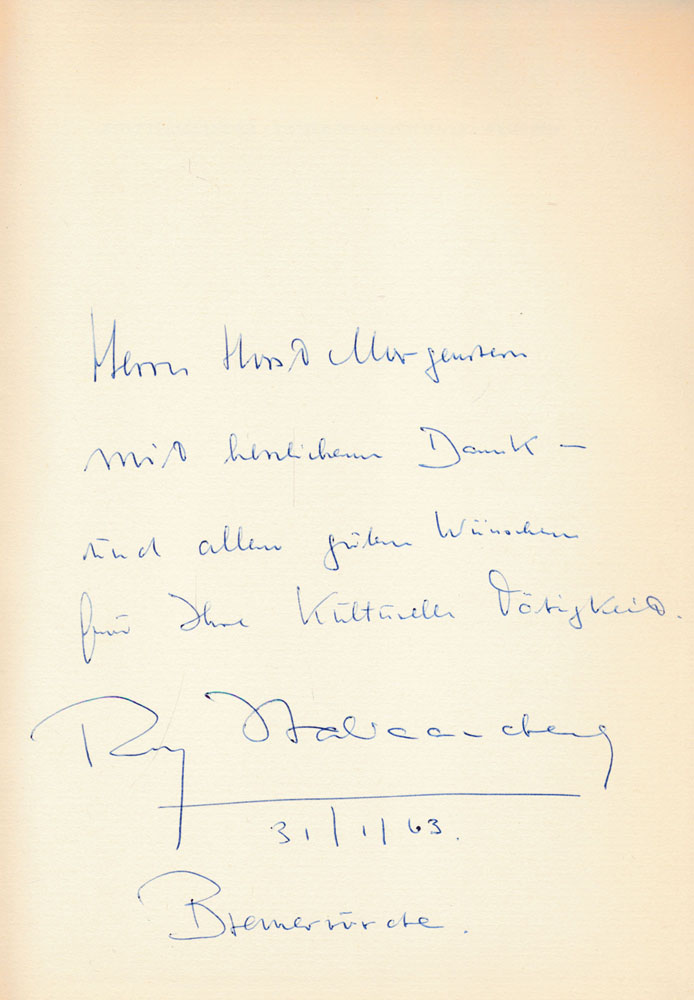 Herrn Horst Morgenstern
mit herzlichem Dank –
und allen guten Wünschen
für Ihre Kulturelle Tätigkeit.
31/1/63.
Bremervörde.